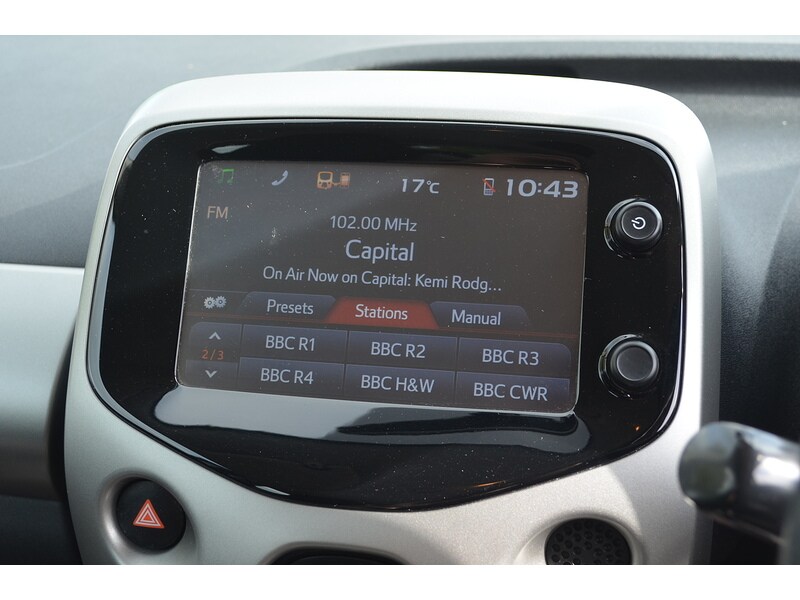 17°C 10:43
FM
102.00 MHz
Capital
On Air Now on Capital: Kemi Rodg...
Presets Stations Manual
2/3
BBC R1 BBC R2 BBC R3
BBC R4 BBC H&W BBC CWR